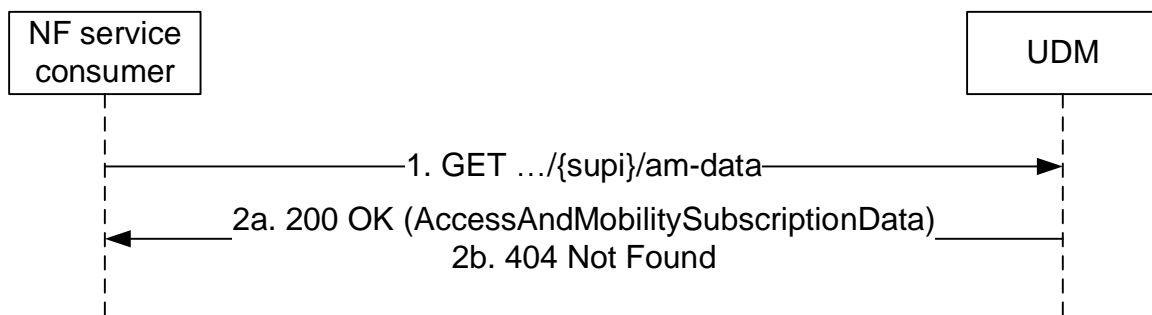 NF service
consumer
UDM
1. GET …/{supi}/am-data
2a. 200 OK (AccessAndMobilitySubscriptionData)
2b. 404 Not Found